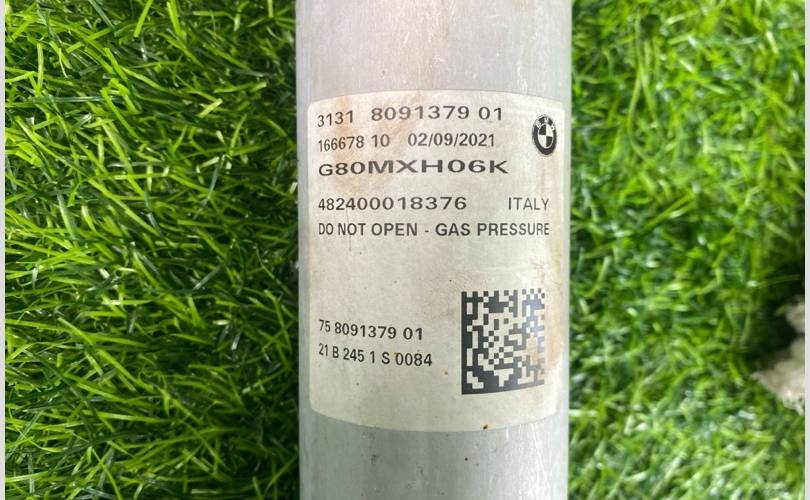 3131 8091379 01
166678 10 02/09/2021
BMW
G80MXH06K
482400018376 ITALY
DO NOT OPEN - GAS PRESSURE
75 8091379 01
21 B 245 1 S 0084